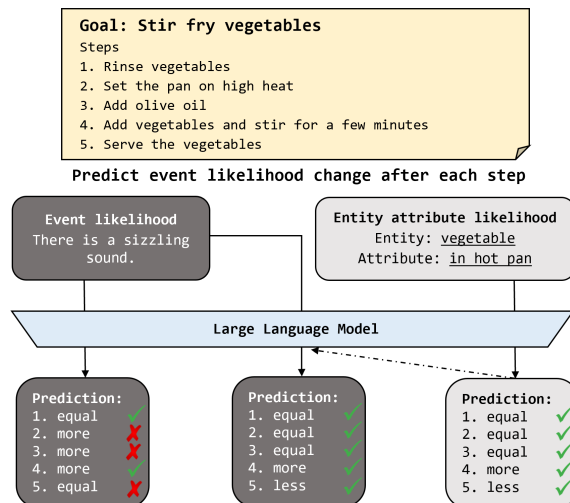 Goal: Stir fry vegetables
Steps
1. Rinse vegetables
2. Set the pan on high heat
3. Add olive oil
4. Add vegetables and stir for a few minutes
5. Serve the vegetables
Predict event likelihood change after each step
Event likelihood
There is a sizzling
sound.
Entity attribute likelihood
Entity: vegetable
Attribute: in hot pan
Large Language Model
Prediction:
1. equal
2. more
3. more
4. more
5. equal
Prediction:
1. equal
2. equal
3. equal
4. more
5. less
Prediction:
1. equal
2. equal
3. equal
4. more
5. less